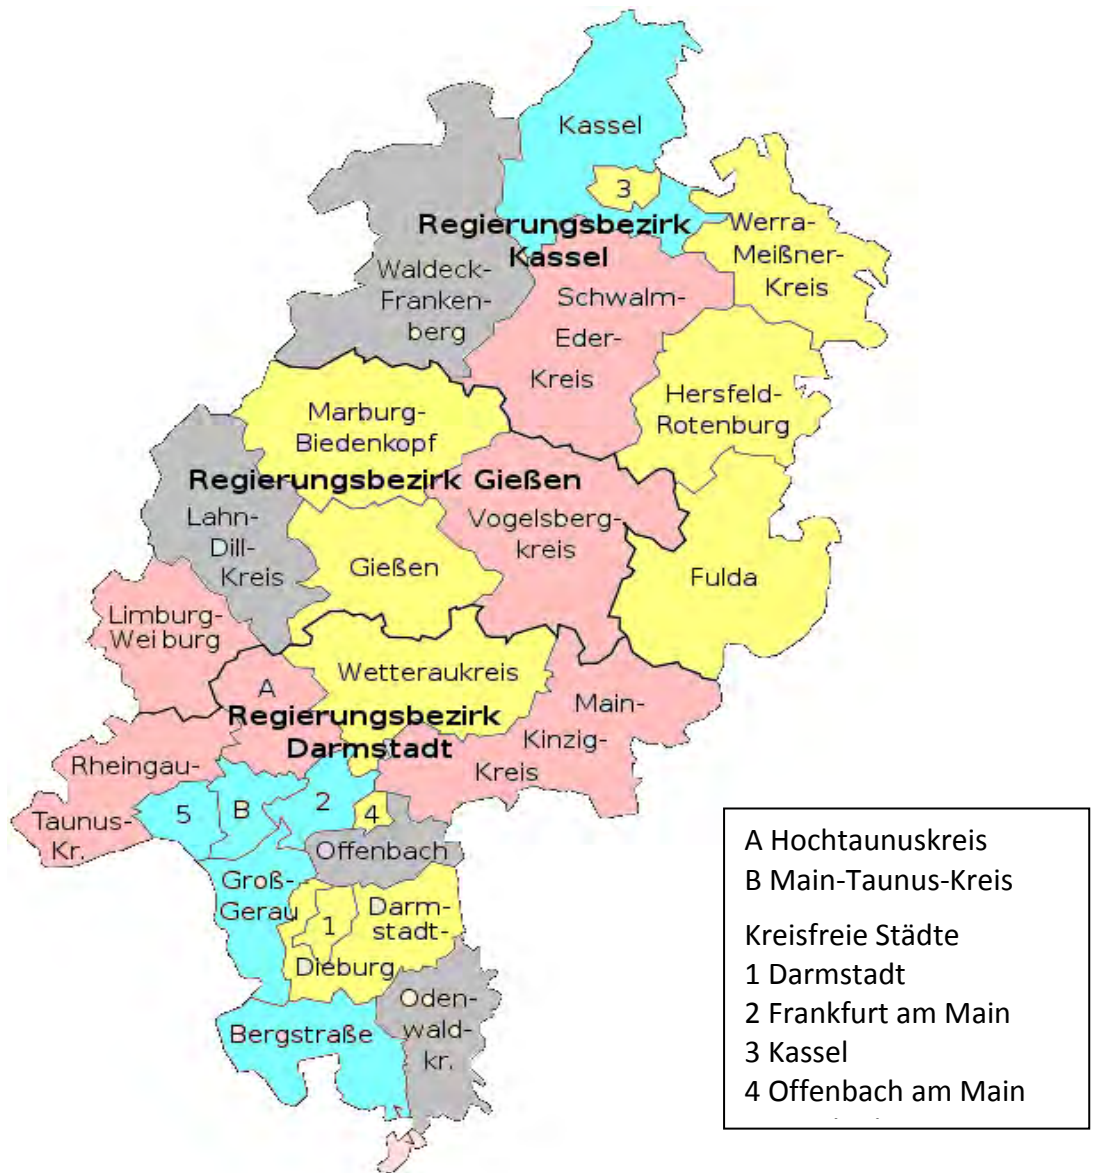 Kassel
3
Regierungsbezirk
Kassel
Werra-
Meißner-
Kreis
Waldeck-
Franken-
berg
Schwalm-
Eder-
Kreis
Hersfeld-
Rotenburg
Marburg-
Biedenkopf
Regierungsbezirk Gießen
Lahn-
Dill-
Kreis
Gießen
Vogelsberg-
kreis
Fulda
Limburg-
Weilburg
Wetteraukreis
A
Regierungsbezirk
Darmstadt
Main-
Kinzig-
Kreis
Rheingau-
Taunus-
Kr.
5
B
2
4
Offenbach
Groß-
Gerau
1
Darm-
stadt-
Dieburg
Oden-
wald-
kr.
Bergstraße
A Hochtaunuskreis
B Main-Taunus-Kreis
Kreisfreie Städte
1 Darmstadt
2 Frankfurt am Main
3 Kassel
4 Offenbach am Main